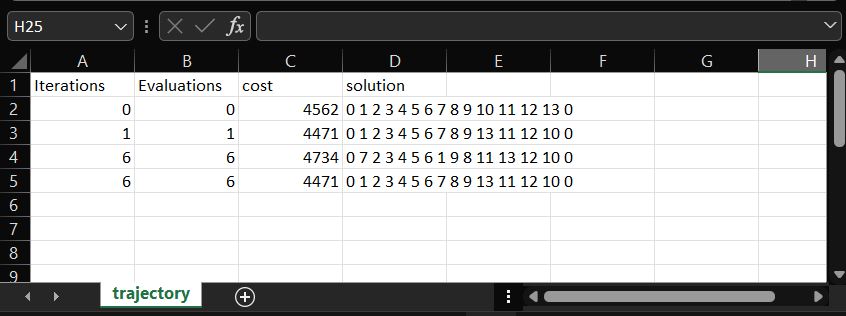 H25 fx
A B C D E F G H
1 Iterations Evaluations cost solution
2 0 0 4562 0 1 2 3 4 5 6 7 8 9 10 11 12 13 0
3 1 1 4471 0 1 2 3 4 5 6 7 8 9 13 11 12 10 0
4 6 6 4734 0 7 2 3 4 5 6 1 9 8 11 13 12 10 0
5 6 6 4471 0 1 2 3 4 5 6 7 8 9 13 11 12 10 0
6
7
8
9
trajectory